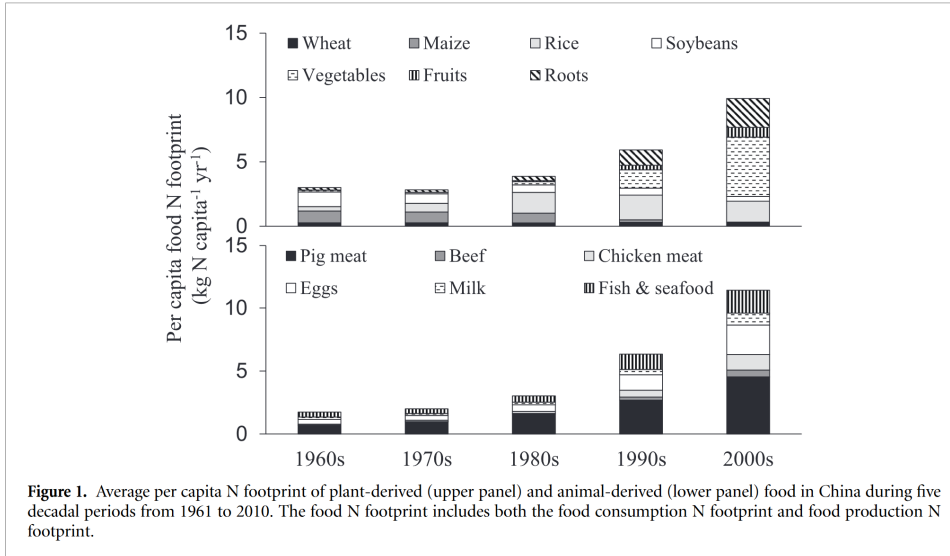 15
Wheat Maize Rice Soybeans
Vegetables Fruits Roots
10
5
0
Per capita food N footprint
(kg N capita⁻¹ yr⁻¹)
15
Pig meat Beef Chicken meat
Eggs Milk Fish & seafood
10
5
0
1960s 1970s 1980s 1990s 2000s
Figure 1. Average per capita N footprint of plant-derived (upper panel) and animal-derived (lower panel) food in China during five
decadal periods from 1961 to 2010. The food N footprint includes both the food consumption N footprint and food production N
footprint.